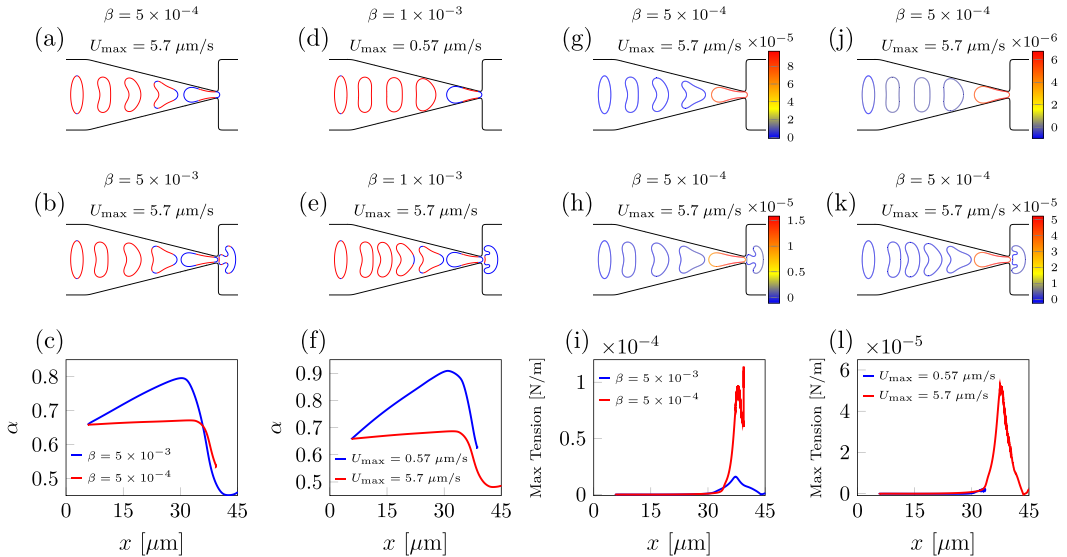 β = 5 × 10⁻⁴
(a)
U_max = 5.7 μm/s
β = 1 × 10⁻³
(d)
U_max = 0.57 μm/s
β = 5 × 10⁻⁴
(g)
U_max = 5.7 μm/s
×10⁻⁵
8
6
4
2
0
β = 5 × 10⁻⁴
(j)
U_max = 5.7 μm/s
×10⁻⁶
6
4
2
0
β = 5 × 10⁻³
(b)
U_max = 5.7 μm/s
β = 1 × 10⁻³
(e)
U_max = 5.7 μm/s
β = 5 × 10⁻⁴
(h)
U_max = 5.7 μm/s
×10⁻⁵
1.5
1
0.5
0
β = 5 × 10⁻⁴
(k)
U_max = 5.7 μm/s
×10⁻⁵
5
4
3
2
1
0
(c)
α
0.8
0.7
0.6
0.5
β = 5 × 10⁻³
β = 5 × 10⁻⁴
0 15 30 45
x [μm]
(f)
α
0.9
0.8
0.7
0.6
0.5
U_max = 0.57 μm/s
U_max = 5.7 μm/s
0 15 30 45
x [μm]
(i)
×10⁻⁴
Max Tension [N/m]
1
0.5
0
β = 5 × 10⁻³
β = 5 × 10⁻⁴
0 15 30 45
x [μm]
(l)
×10⁻⁵
Max Tension [N/m]
6
4
2
0
U_max = 0.57 μm/s
U_max = 5.7 μm/s
0 15 30 45
x [μm]